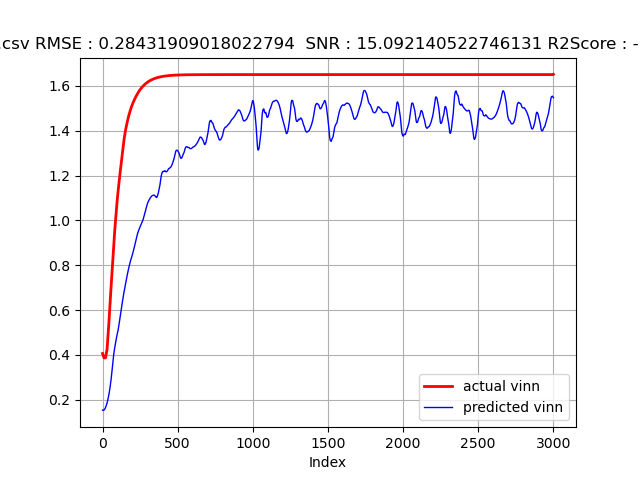 .csv RMSE : 0.28431909018022794  SNR : 15.092140522746131 R2Score : -
1.6
1.4
1.2
1.0
0.8
0.6
0.4
0.2
actual vinn
predicted vinn
0 500 1000 1500 2000 2500 3000
Index